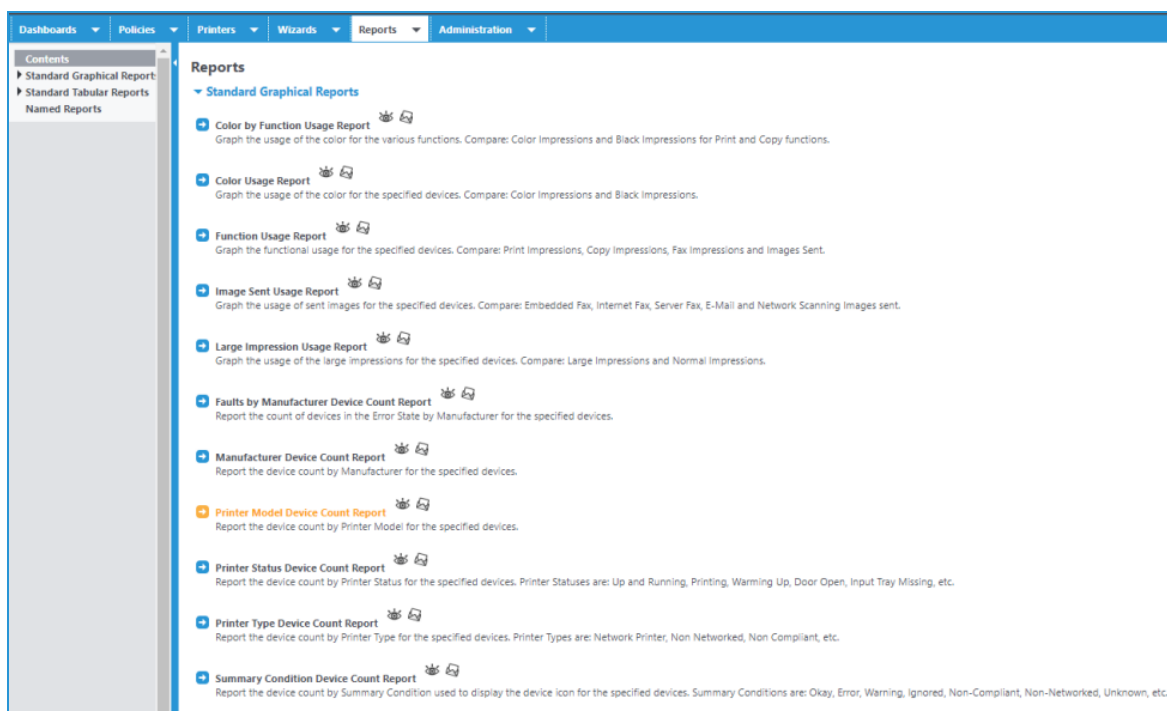 Dashboards Policies Printers Wizards Reports Administration
Contents
Standard Graphical Report
Standard Tabular Reports
Named Reports
Reports
Standard Graphical Reports
Color by Function Usage Report
Graph the usage of the color for the various functions. Compare: Color Impressions and Black Impressions for Print and Copy functions.
Color Usage Report
Graph the usage of the color for the specified devices. Compare: Color Impressions and Black Impressions.
Function Usage Report
Graph the functional usage for the specified devices. Compare: Print Impressions, Copy Impressions, Fax Impressions and Images Sent.
Image Sent Usage Report
Graph the usage of sent images for the specified devices. Compare: Embedded Fax, Internet Fax, Server Fax, E-Mail and Network Scanning Images sent.
Large Impression Usage Report
Graph the usage of the large impressions for the specified devices. Compare: Large Impressions and Normal Impressions.
Faults by Manufacturer Device Count Report
Report the count of devices in the Error State by Manufacturer for the specified devices.
Manufacturer Device Count Report
Report the device count by Manufacturer for the specified devices.
Printer Model Device Count Report
Report the device count by Printer Model for the specified devices.
Printer Status Device Count Report
Report the device count by Printer Status for the specified devices. Printer Statuses are: Up and Running, Printing, Warming Up, Door Open, Input Tray Missing, etc.
Printer Type Device Count Report
Report the device count by Printer Type for the specified devices. Printer Types are: Network Printer, Non Networked, Non Compliant, etc.
Summary Condition Device Count Report
Report the device count by Summary Condition used to display the device icon for the specified devices. Summary Conditions are: Okay, Error, Warning, Ignored, Non-Compliant, Non-Networked, Unknown, etc.